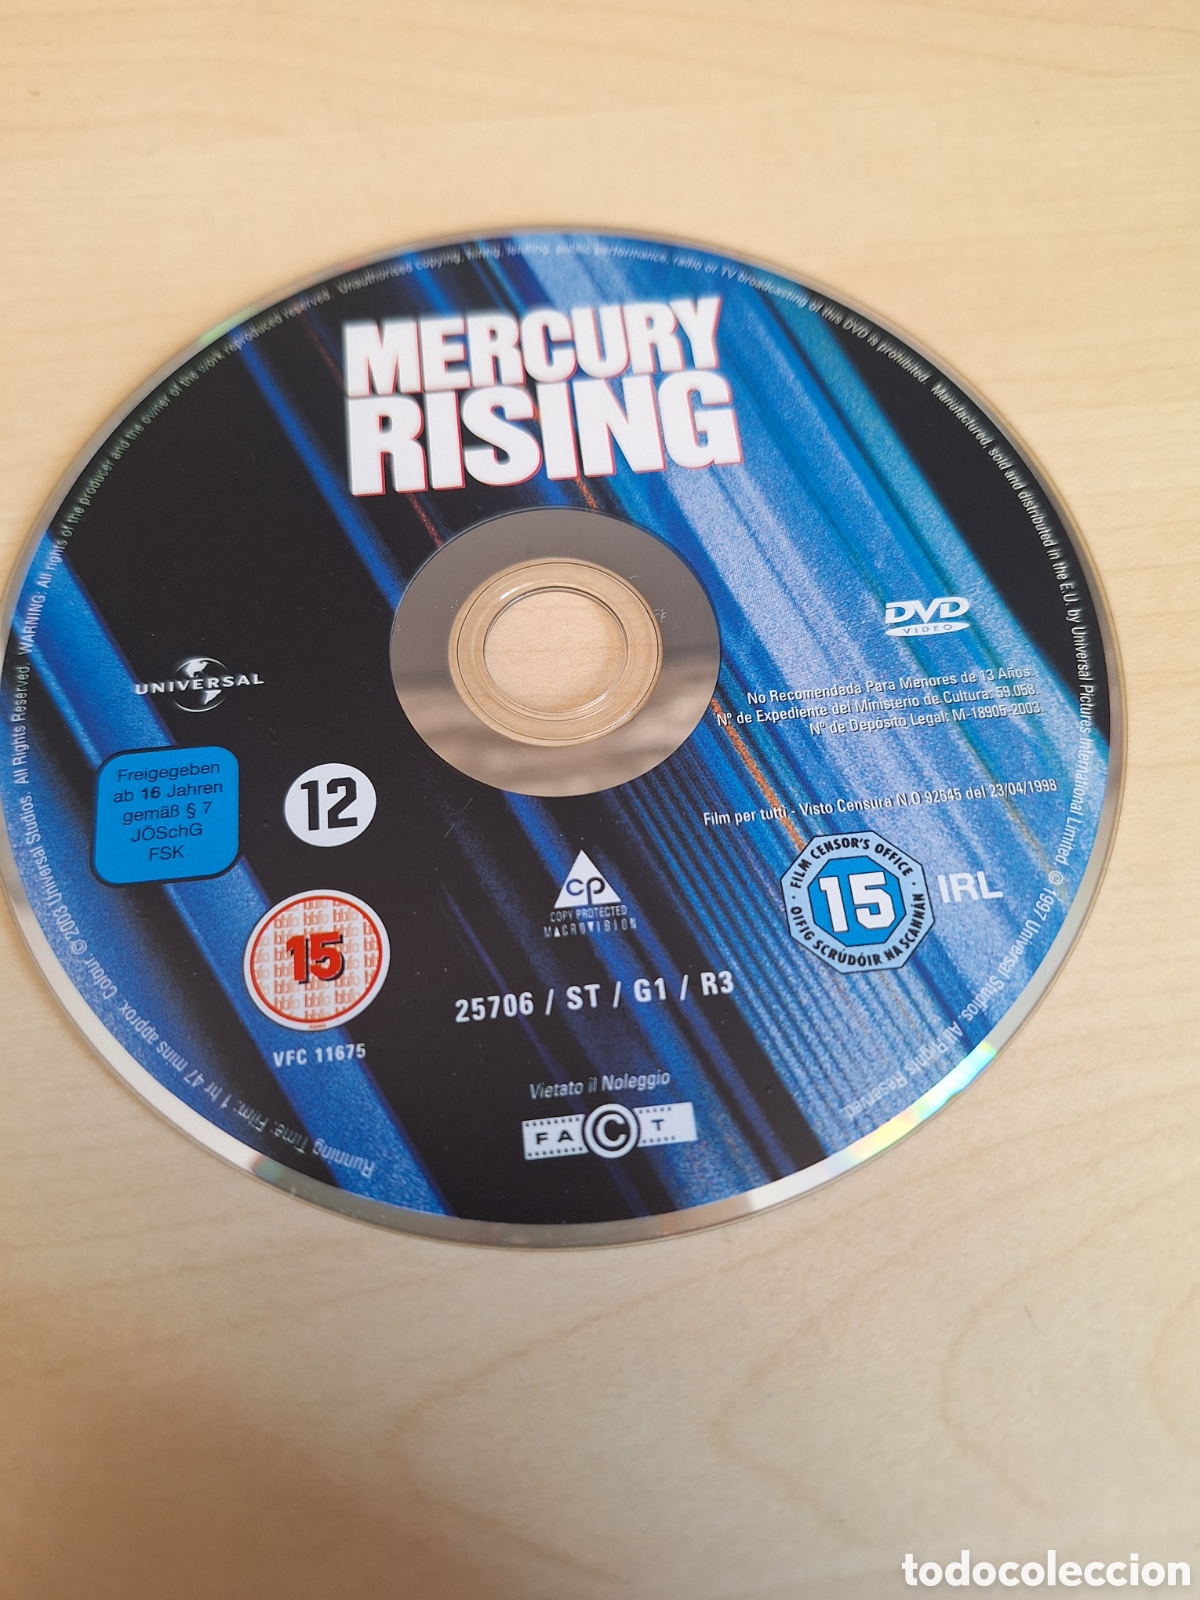 MERCURY
RISING
WARNING: All rights of the producer and the owner of the work reproduced reserved. Unauthorised copying, hiring, lending, public performance, radio or TV broadcasting of this DVD is prohibited. Manufactured, sold and distributed in the E.U. by Universal Pictures International Limited. © 1997 Universal Studios. All Rights Reserved.
DVD
VIDEO
UNIVERSAL
No Recomendada Para Menores de 13 Años.
Nº de Expediente del Ministerio de Cultura: 59.058.
Nº de Depósito Legal: M-18905-2003.
Freigegeben
ab 16 Jahren
gemäß § 7
JÖSchG
FSK
12
Film per tutti - Visto Censura N O 92545 del 23/04/1998
15
VFC 11675
CP
COPY PROTECTED
MACROVISION
FILM CENSOR'S OFFICE
15
OIFIG SCRÚDÓIR NA SCANNÁN
IRL
25706 / ST / G1 / R3
Vietato il Noleggio
FACT
Running Time: Film: 1 hr 47 mins approx. Colour © 2003 Universal Studios. All Rights Reserved.
todocoleccion